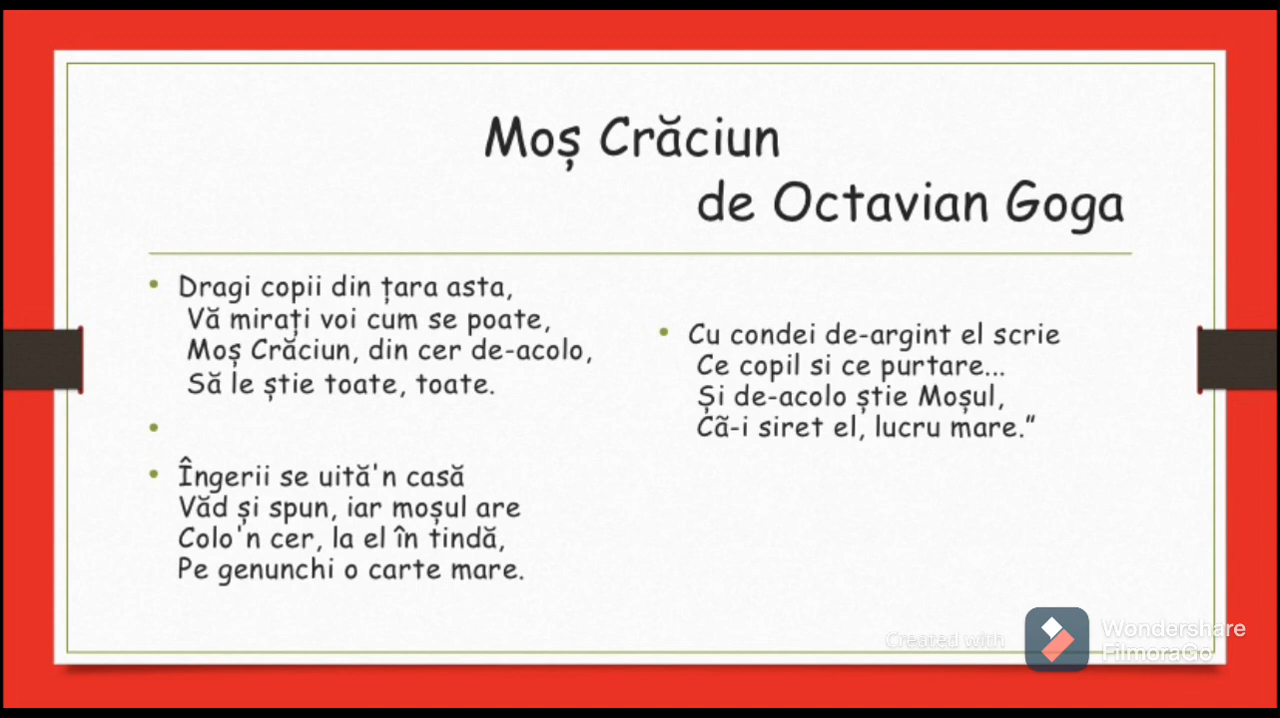 Moș Crăciun
de Octavian Goga
Dragi copii din țara asta,
Vă mirați voi cum se poate,
Moș Crăciun, din cer de-acolo,
Să le știe toate, toate.
Îngerii se uită'n casă
Văd și spun, iar moșul are
Colo'n cer, la el în tindă,
Pe genunchi o carte mare.
Cu condei de-argint el scrie
Ce copil si ce purtare...
Și de-acolo știe Moșul,
Cã-i siret el, lucru mare.”
Created with
Wondershare
FilmoraGo